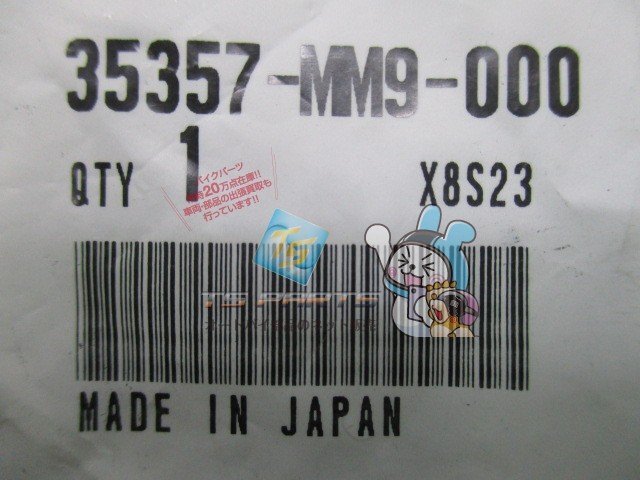 35357-MM9-000
QTY 1 X8S23
バイクパーツ
20万点在庫!!
車両・部品の出張買取も
行っています!!
TS PARTS
MADE IN JAPAN